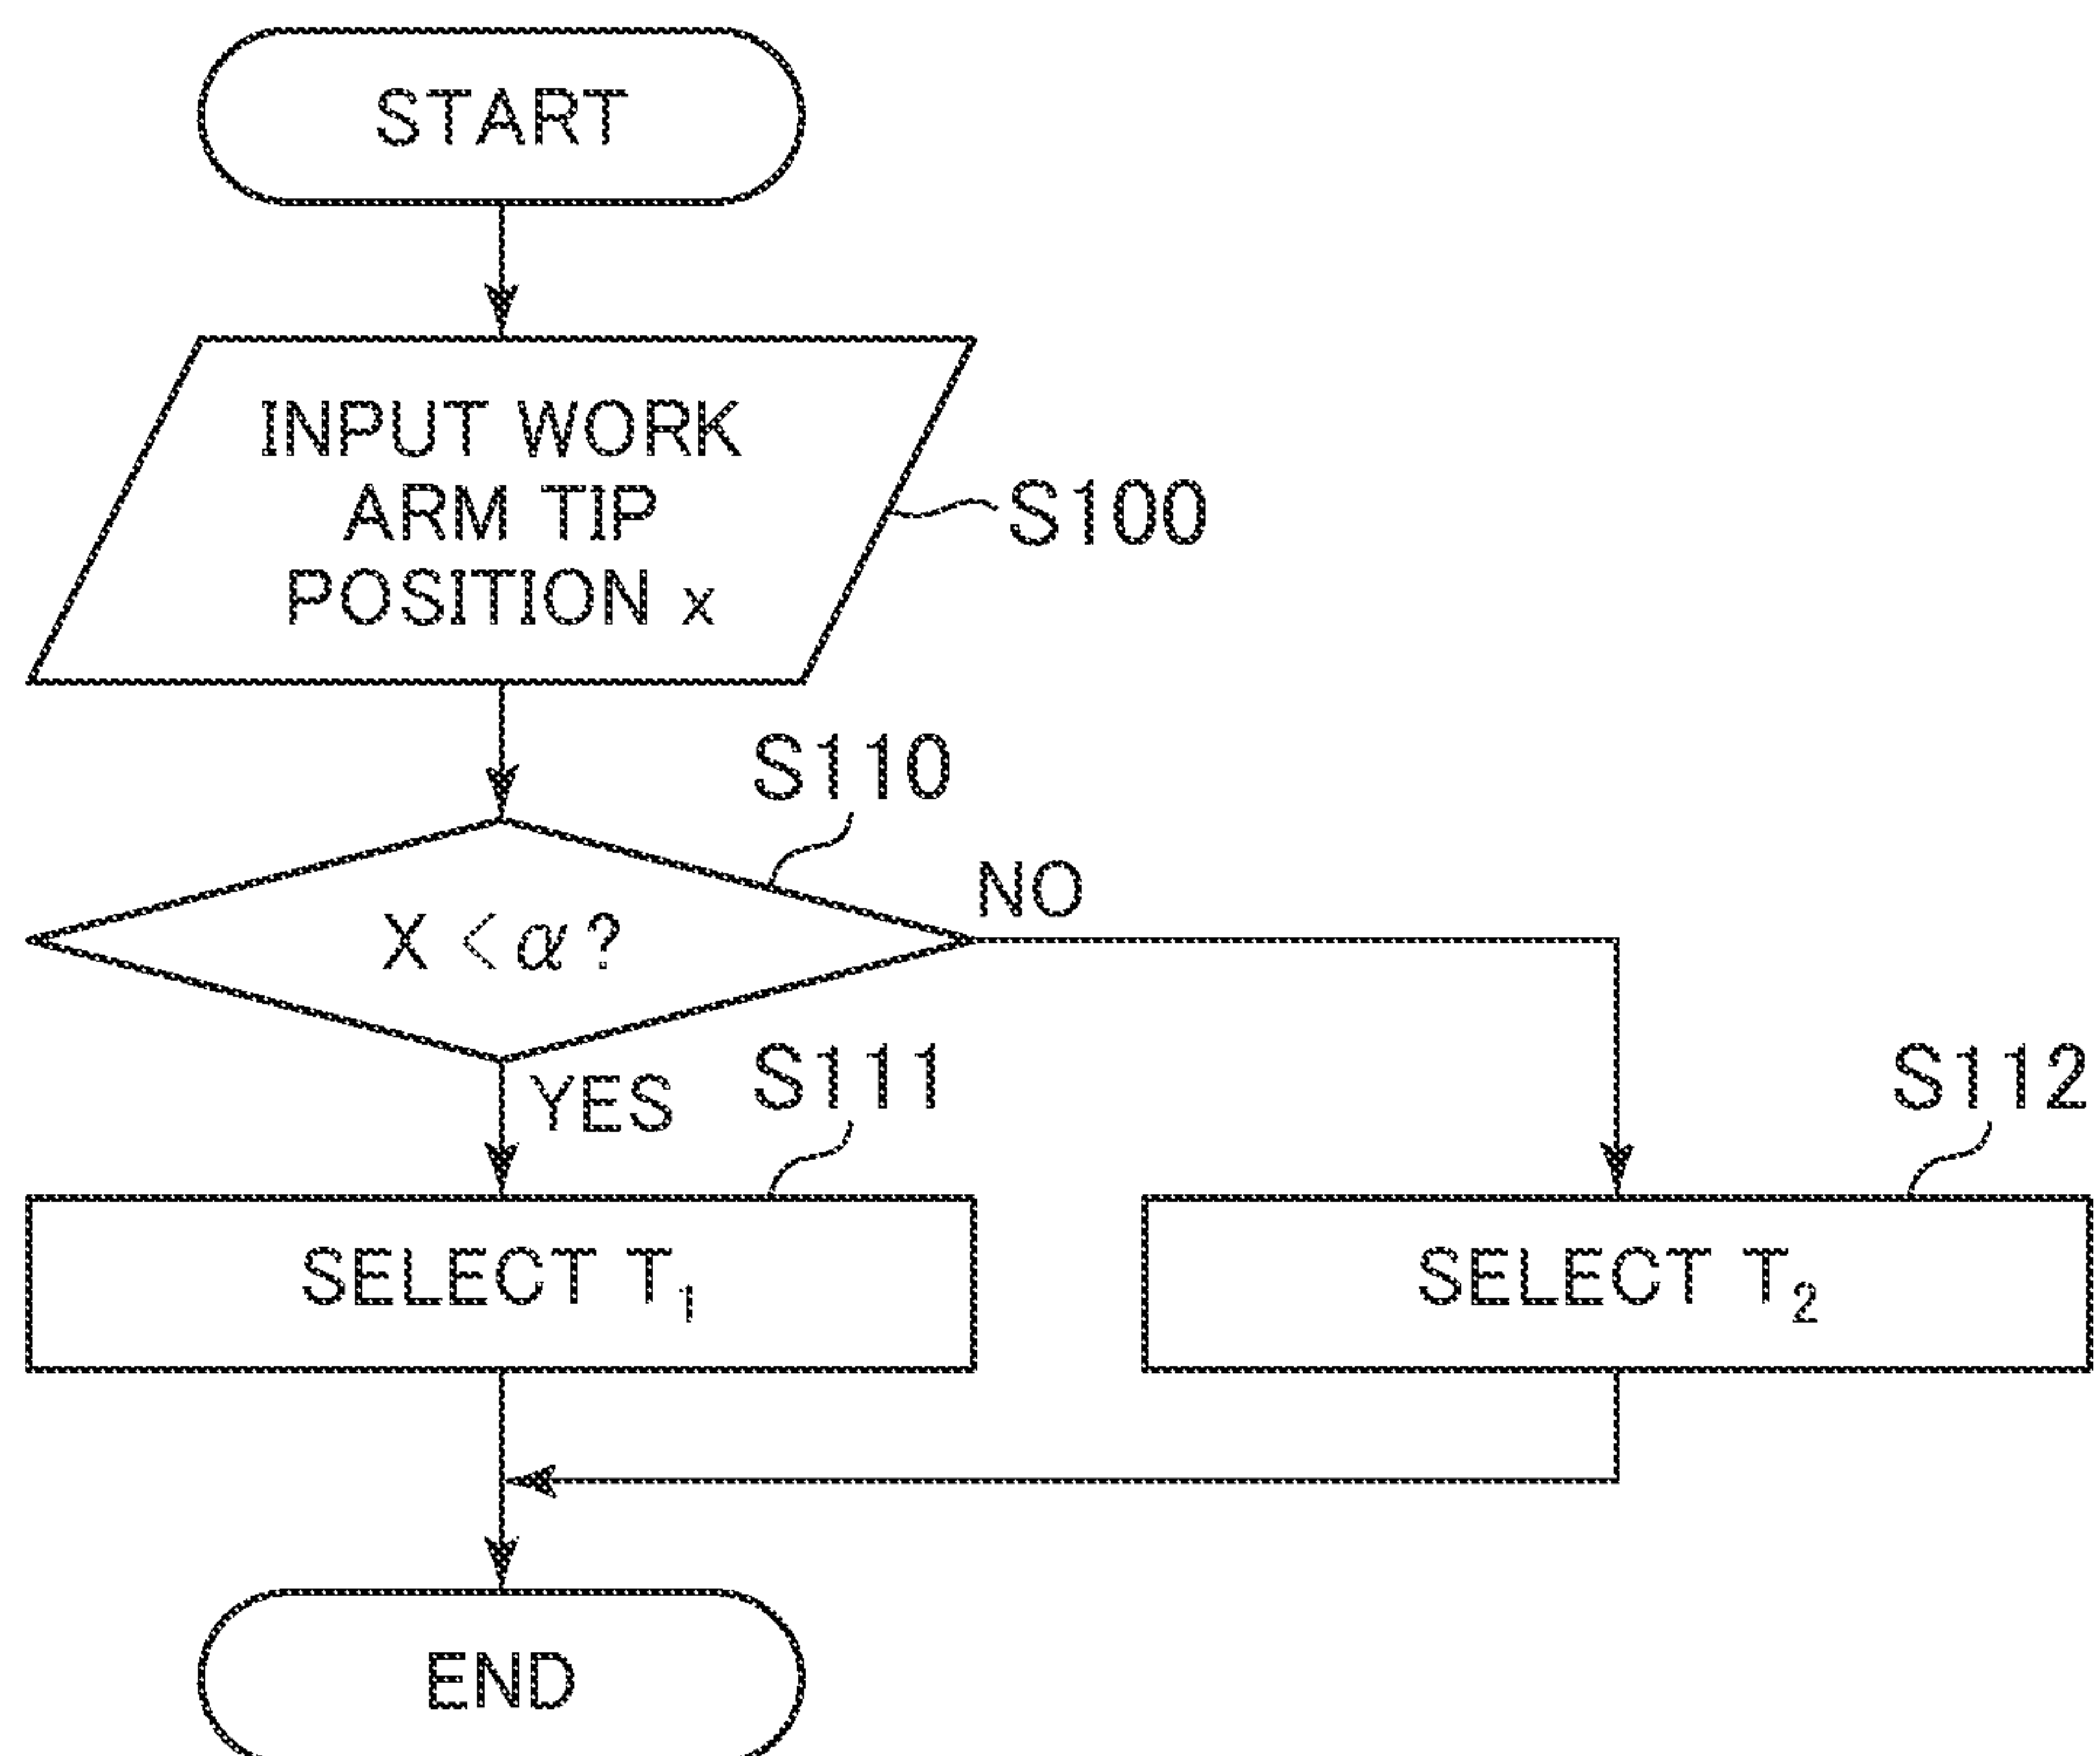 START
INPUT WORK
ARM TIP
POSITION x
S100
S110
X < α ?
NO
YES
S111
S112
SELECT T₁
SELECT T₂
END